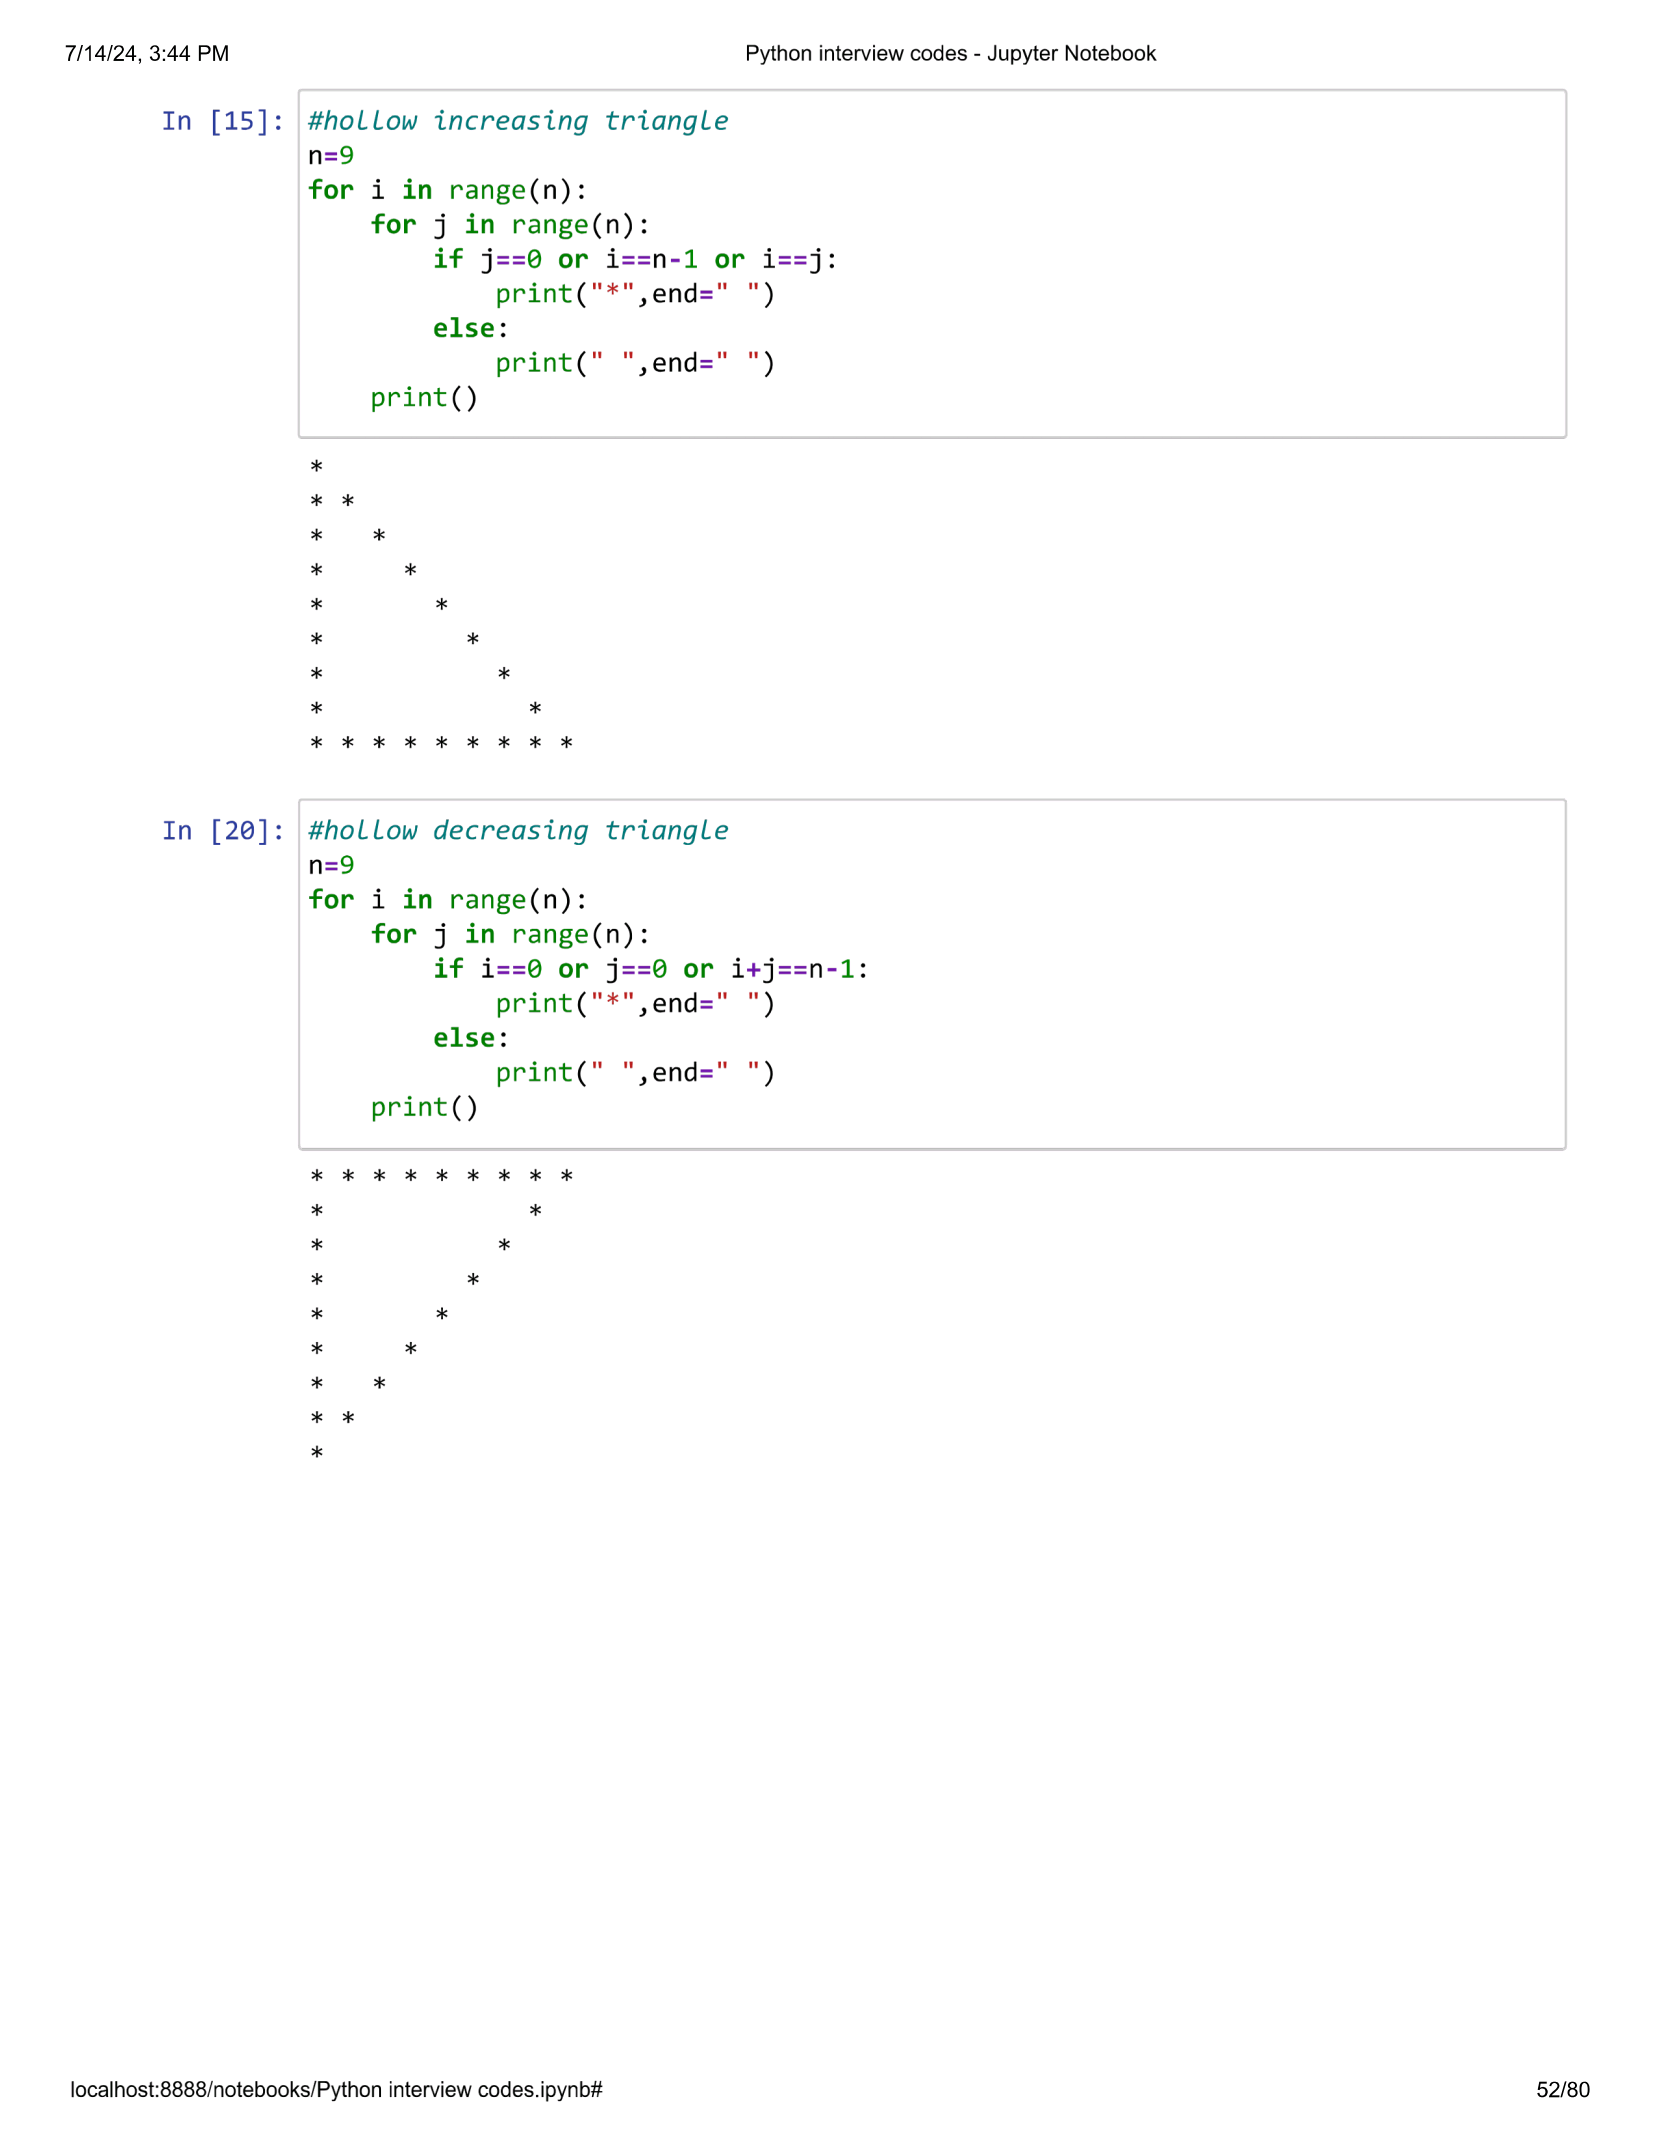 7/14/24, 3:44 PM Python interview codes - Jupyter Notebook
In [15]: #hollow increasing triangle
n=9
for i in range(n):
    for j in range(n):
        if j==0 or i==n-1 or i==j:
            print("*",end=" ")
        else:
            print(" ",end=" ")
    print()
*
* *
*   *
*     *
*       *
*         *
*           *
*             *
* * * * * * * * *
In [20]: #hollow decreasing triangle
n=9
for i in range(n):
    for j in range(n):
        if i==0 or j==0 or i+j==n-1:
            print("*",end=" ")
        else:
            print(" ",end=" ")
    print()
* * * * * * * * *
*             *
*           *
*         *
*       *
*     *
*   *
* *
*
localhost:8888/notebooks/Python interview codes.ipynb# 52/80